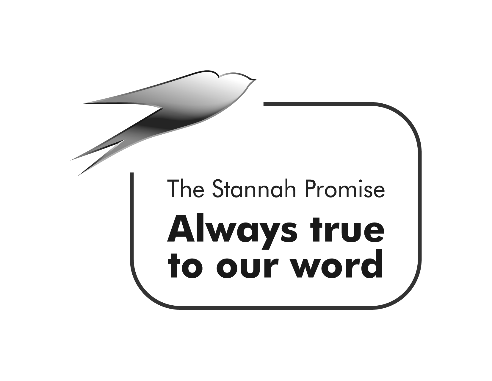 The Stannah Promise
Always true
to our word